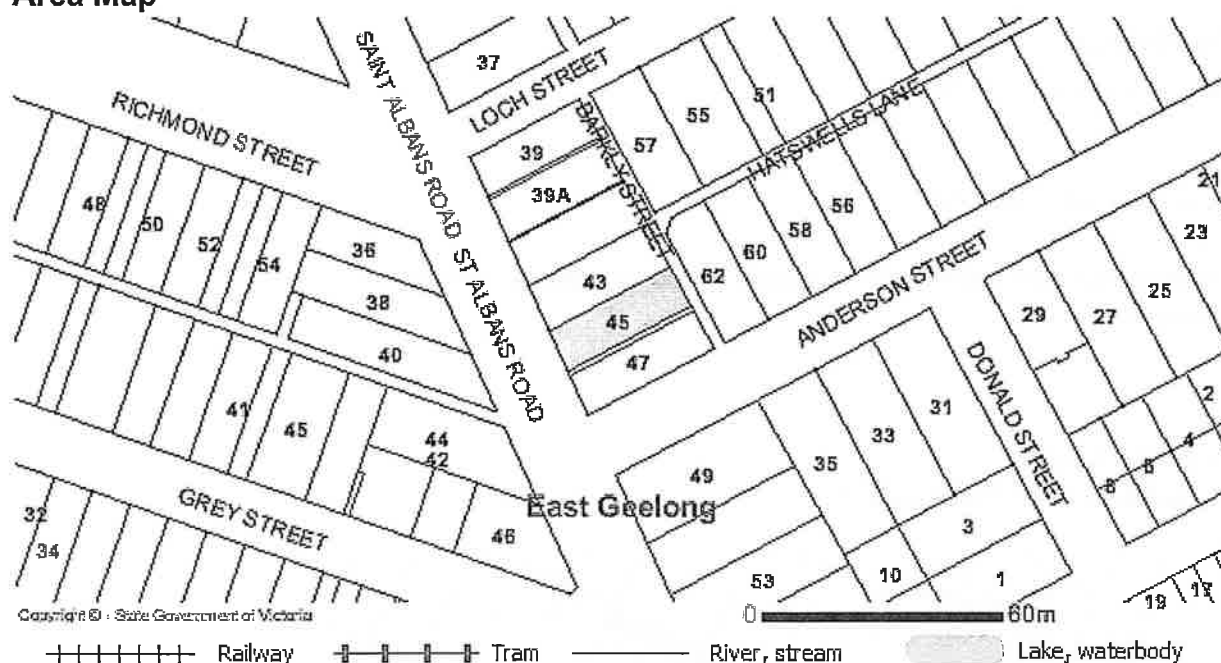 Area Map
37
LOCH STREET
SAINT ALBANS ROAD
ST ALBANS ROAD
RICHMOND STREET
39
39A
43
45
47
BARKLY STREET
57
55
51
HATSWELLS LANE
62
60
58
56
48
50
52
54
36
38
40
ANDERSON STREET
21
23
25
27
29
DONALD STREET
2
4
41
45
44
42
46
GREY STREET
32
34
East Geelong
49
53
35
33
31
10
3
1
19
17
Copyright © - State Government of Victoria
0 60m
Railway
Tram
River, stream
Lake, waterbody